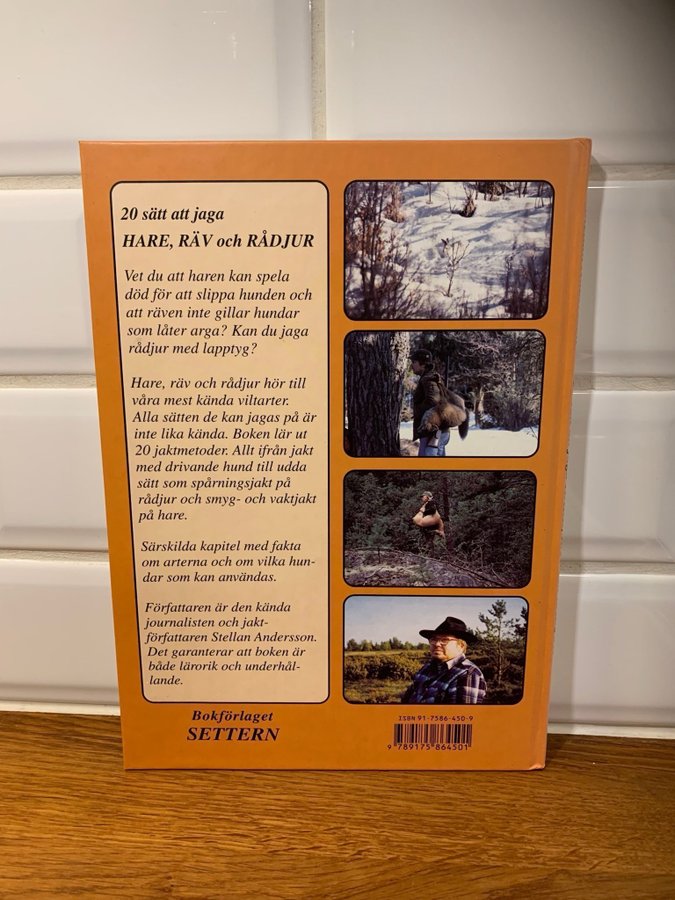 20 sätt att jaga
HARE, RÄV och RÅDJUR
Vet du att haren kan spela
död för att slippa hunden och
att räven inte gillar hundar
som låter arga? Kan du jaga
rådjur med lapptyg?
Hare, räv och rådjur hör till
våra mest kända viltarter.
Alla sätten de kan jagas på är
inte lika kända. Boken lär ut
20 jaktmetoder. Allt ifrån jakt
med drivande hund till udda
sätt som spårningsjakt på
rådjur och smyg- och vaktjakt
på hare.
Särskilda kapitel med fakta
om arterna och om vilka hun-
dar som kan användas.
Författaren är den kända
journalisten och jakt-
författaren Stellan Andersson.
Det garanterar att boken är
både lärorik och underhål-
lande.
Bokförlaget
SETTERN
ISBN 91-7586-450-9
9 789175 864501